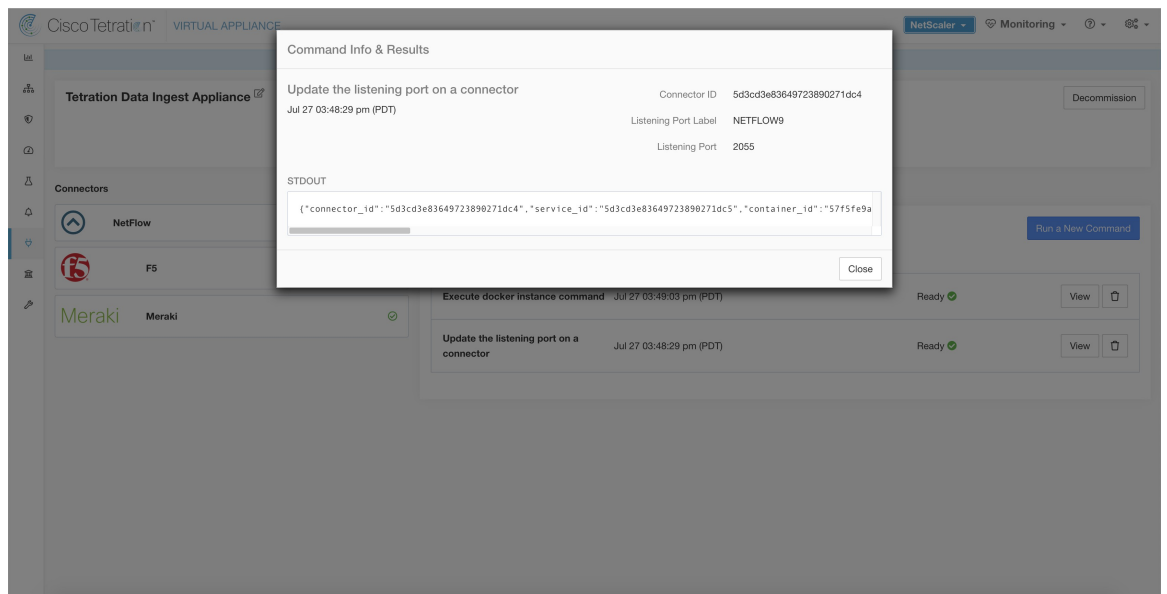 Cisco Tetration™ VIRTUAL APPLIANCE
NetScaler
Monitoring
Command Info & Results
Tetration Data Ingest Appliance
Decommission
Update the listening port on a connector
Jul 27 03:48:29 pm (PDT)
Connector ID 5d3cd3e83649723890271dc4
Listening Port Label NETFLOW9
Listening Port 2055
STDOUT
{"connector_id":"5d3cd3e83649723890271dc4","service_id":"5d3cd3e83649723890271dc5","container_id":"57f5fe9a
Close
Connectors
NetFlow
f5 F5
Meraki Meraki
Run a New Command
Execute docker instance command Jul 27 03:49:03 pm (PDT) Ready View
Update the listening port on a
connector
Jul 27 03:48:29 pm (PDT) Ready View